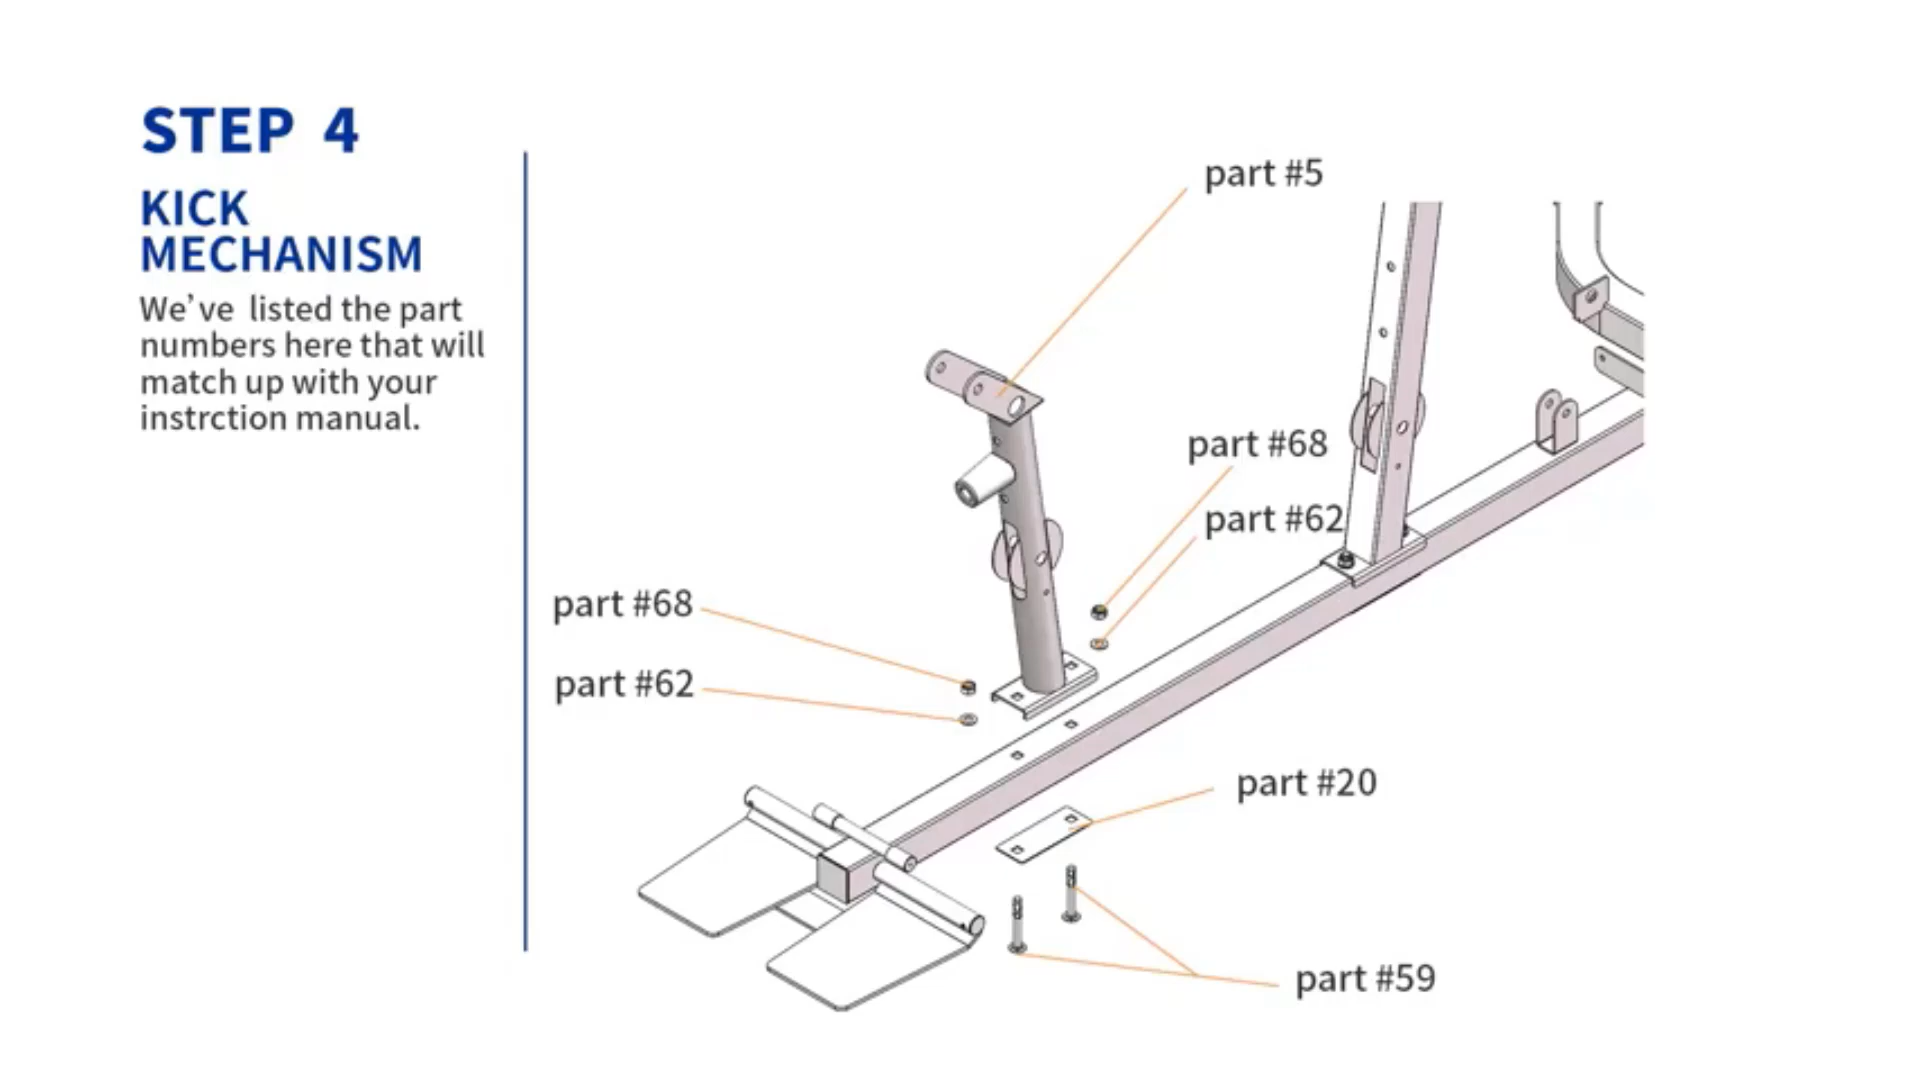 STEP 4
KICK
MECHANISM
We've listed the part
numbers here that will
match up with your
instrction manual.
part #5
part #68
part #62
part #68
part #62
part #20
part #59